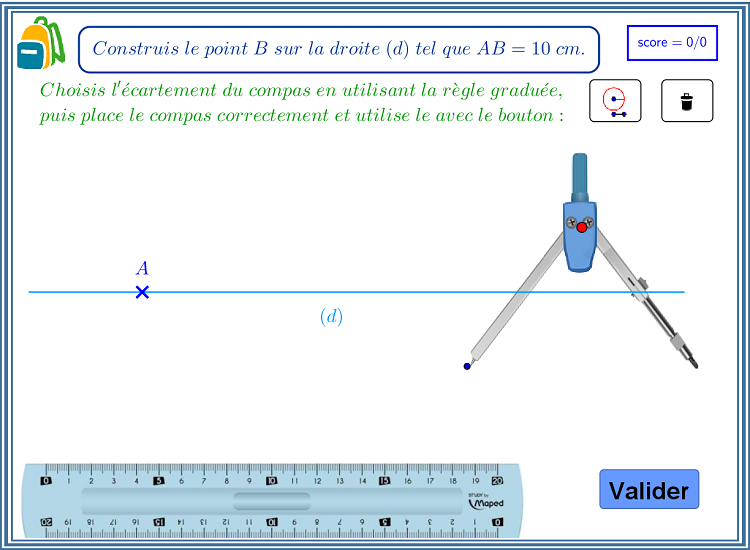 Construis le point B sur la droite (d) tel que AB = 10 cm.
score = 0/0
Choisis l'écartement du compas en utilisant la règle graduée,
puis place le compas correctement et utilise le avec le bouton :
A
(d)
0 1 2 3 4 5 6 7 8 9 10 11 12 13 14 15 16 17 18 19 20
STUDY by
Maped
20 19 18 17 16 15 14 13 12 11 10 9 8 7 6 5 4 3 2 1 0
Valider